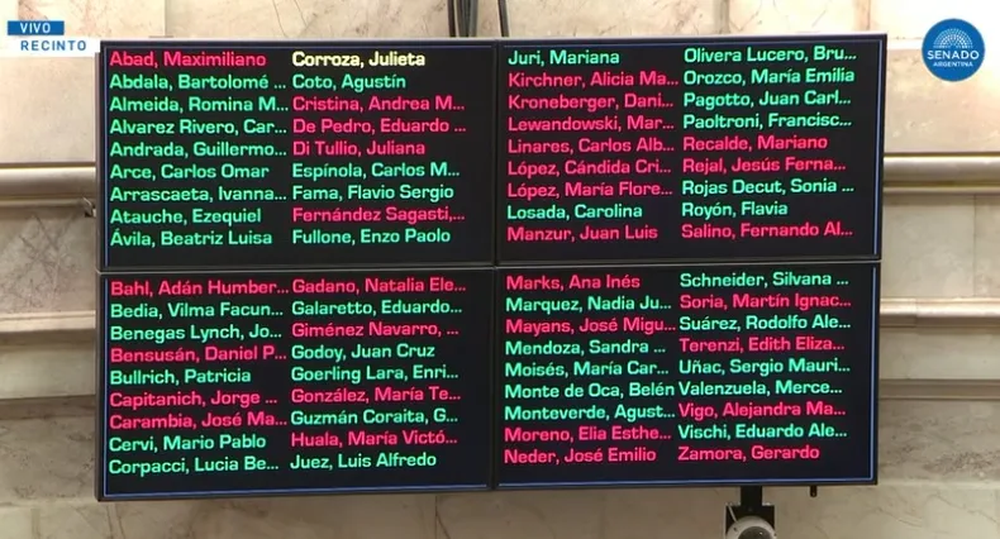 VIVO
RECINTO
SENADO
ARGENTINA
Abad, Maximiliano
Abdala, Bartolomé ...
Almeida, Romina M...
Alvarez Rivero, Car...
Andrada, Guillermo...
Arce, Carlos Omar
Arrascaeta, Ivanna...
Atauche, Ezequiel
Ávila, Beatriz Luisa
Bahl, Adán Humber...
Bedia, Vilma Facun...
Benegas Lynch, Jo...
Bensusán, Daniel P...
Bullrich, Patricia
Capitanich, Jorge ...
Carambia, José Ma...
Cervi, Mario Pablo
Corpacci, Lucia Be...
Corroza, Julieta
Coto, Agustín
Cristina, Andrea M...
De Pedro, Eduardo ...
Di Tullio, Juliana
Espínola, Carlos M...
Fama, Flavio Sergio
Fernández Sagasti,...
Fullone, Enzo Paolo
Gadano, Natalia Ele...
Galaretto, Eduardo...
Giménez Navarro, ...
Godoy, Juan Cruz
Goerling Lara, Enri...
González, María Te...
Guzmán Coraita, G...
Huala, María Victó...
Juez, Luis Alfredo
Juri, Mariana
Kirchner, Alicia Ma...
Kroneberger, Dani...
Lewandowski, Mar...
Linares, Carlos Alb...
López, Cándida Cri...
López, María Flore...
Losada, Carolina
Manzur, Juan Luis
Marks, Ana Inés
Marquez, Nadia Ju...
Mayans, José Migu...
Mendoza, Sandra ...
Moisés, María Car...
Monte de Oca, Belén
Monteverde, Agust...
Moreno, Elia Esthe...
Neder, José Emilio
Olivera Lucero, Bru...
Orozco, María Emilia
Pagotto, Juan Carl...
Paoltroni, Francisc...
Recalde, Mariano
Rejal, Jesús Ferna...
Rojas Decut, Sonia ...
Royón, Flavia
Salino, Fernando Al...
Schneider, Silvana ...
Soria, Martín Ignac...
Suárez, Rodolfo Ale...
Terenzi, Edith Eliza...
Uñac, Sergio Mauri...
Valenzuela, Merce...
Vigo, Alejandra Ma...
Vischi, Eduardo Ale...
Zamora, Gerardo